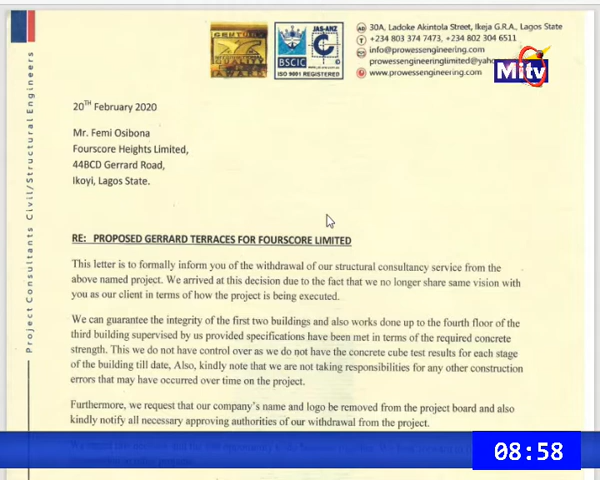 30A, Ladoke Akintola Street, Ikeja G.R.A., Lagos State
+234 803 374 7473, +234 802 304 6511
info@prowessengineering.com
prowessengineeringlimited@yaho
www.prowessengineering.com
JAS-ANZ
BSCIC
ISO 9001 REGISTERED
Mitv
Project Consultants Civil/Structural Engineers
20TH February 2020
Mr. Femi Osibona
Fourscore Heights Limited,
44BCD Gerrard Road,
Ikoyi, Lagos State.
RE: PROPOSED GERRARD TERRACES FOR FOURSCORE LIMITED
This letter is to formally inform you of the withdrawal of our structural consultancy service from the
above named project. We arrived at this decision due to the fact that we no longer share same vision with
you as our client in terms of how the project is being executed.
We can guarantee the integrity of the first two buildings and also works done up to the fourth floor of the
third building supervised by us provided specifications have been met in terms of the required concrete
strength. This we do not have control over as we do not have the concrete cube test results for each stage
of the building till date, Also, kindly note that we are not taking responsibilities for any other construction
errors that may have occurred over time on the project.
Furthermore, we request that our company's name and logo be removed from the project board and also
kindly notify all necessary approving authorities of our withdrawal from the project.
08:58